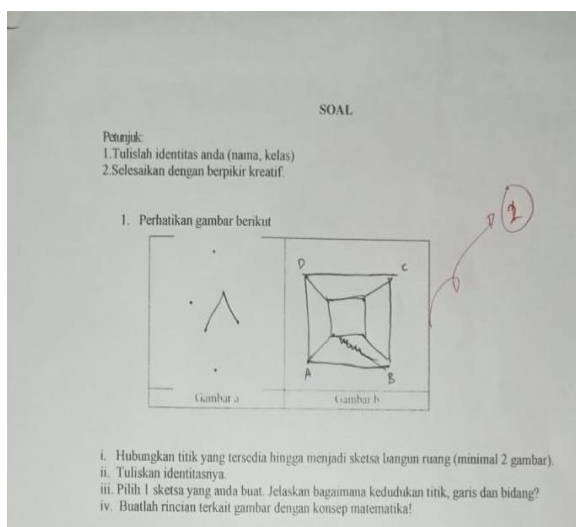 SOAL
Petunjuk:
1.Tulislah identitas anda (nama, kelas)
2.Selesaikan dengan berpikir kreatif.
1. Perhatikan gambar berikut
D
C
A
B
Gambar a
Gambar b
i. Hubungkan titik yang tersedia hingga menjadi sketsa bangun ruang (minimal 2 gambar).
ii. Tuliskan identitasnya.
iii. Pilih 1 sketsa yang anda buat. Jelaskan bagaimana kedudukan titik, garis dan bidang?
iv. Buatlah rincian terkait gambar dengan konsep matematika!